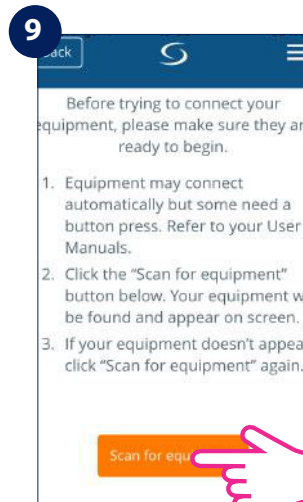 9
ack
Before trying to connect your
equipment, please make sure they ar
ready to begin.
1. Equipment may connect
automatically but some need a
button press. Refer to your User
Manuals.
2. Click the “Scan for equipment”
button below. Your equipment w
be found and appear on screen.
3. If your equipment doesn’t appea
click “Scan for equipment” again.
Scan for equ